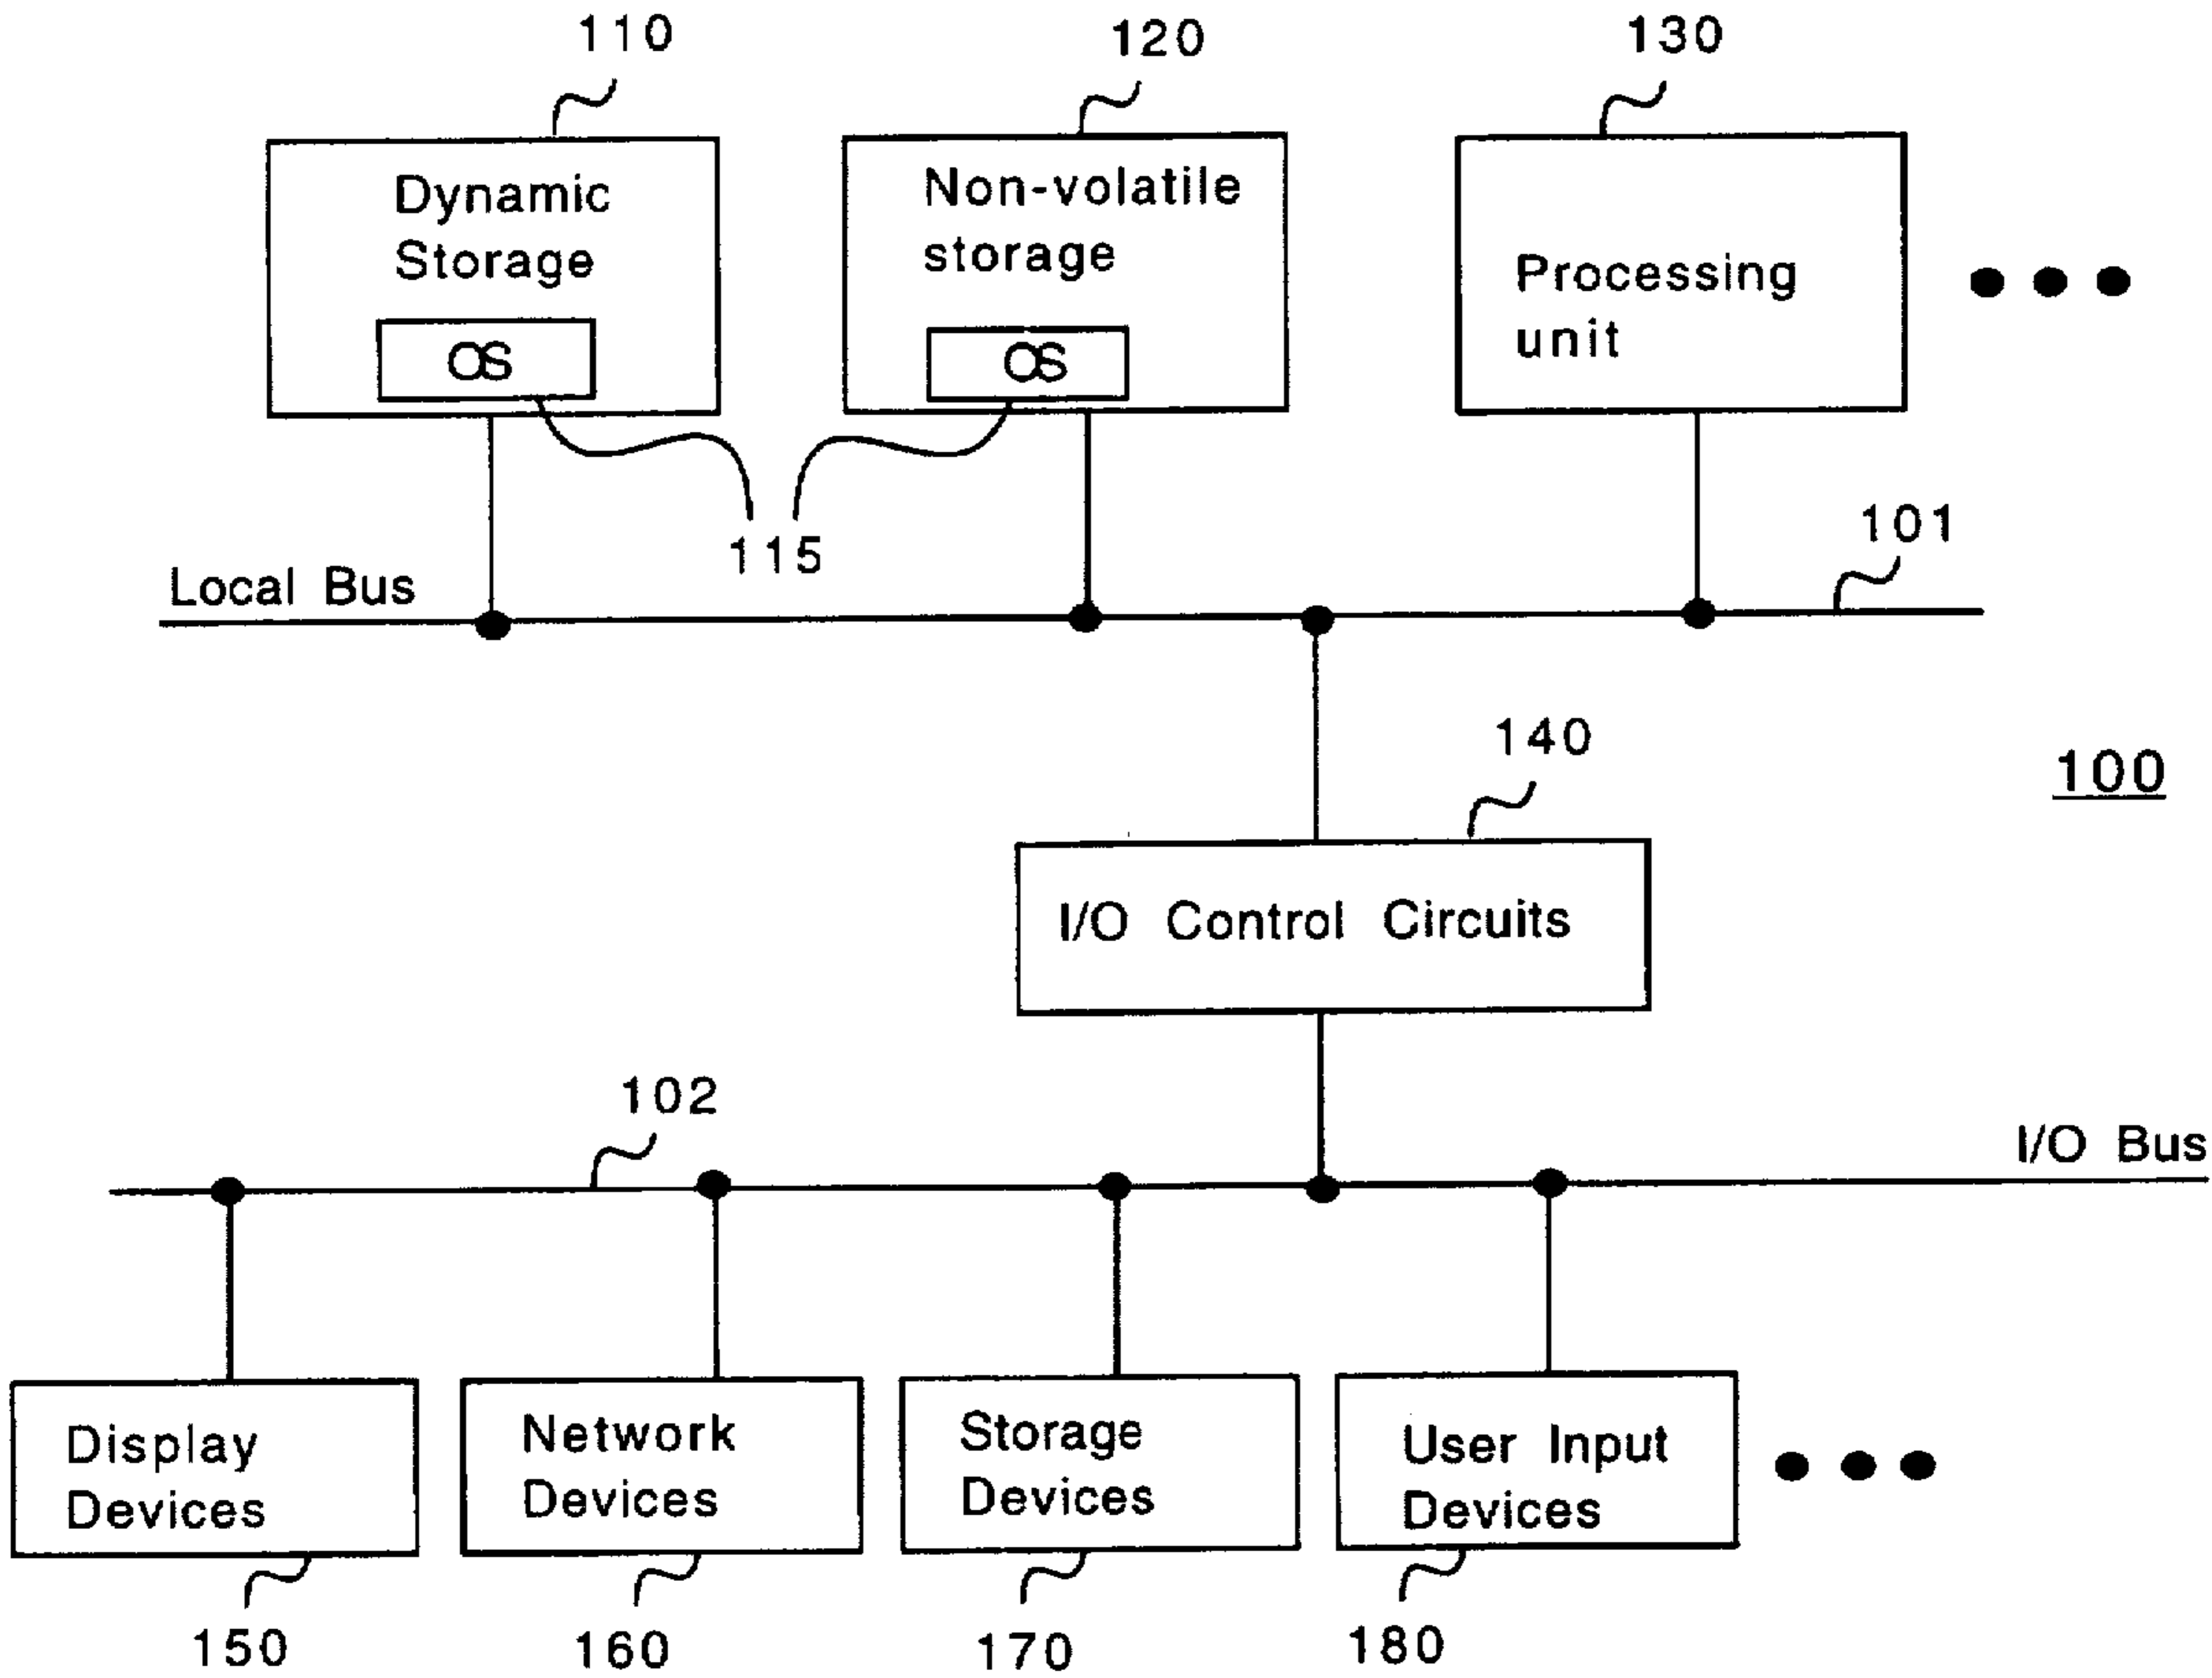 110
120
130
Dynamic
Storage
Non-volatile
storage
Processing
unit
OS
OS
115
101
Local Bus
140
100
I/O Control Circuits
102
I/O Bus
Display
Devices
Network
Devices
Storage
Devices
User Input
Devices
150
160
170
180